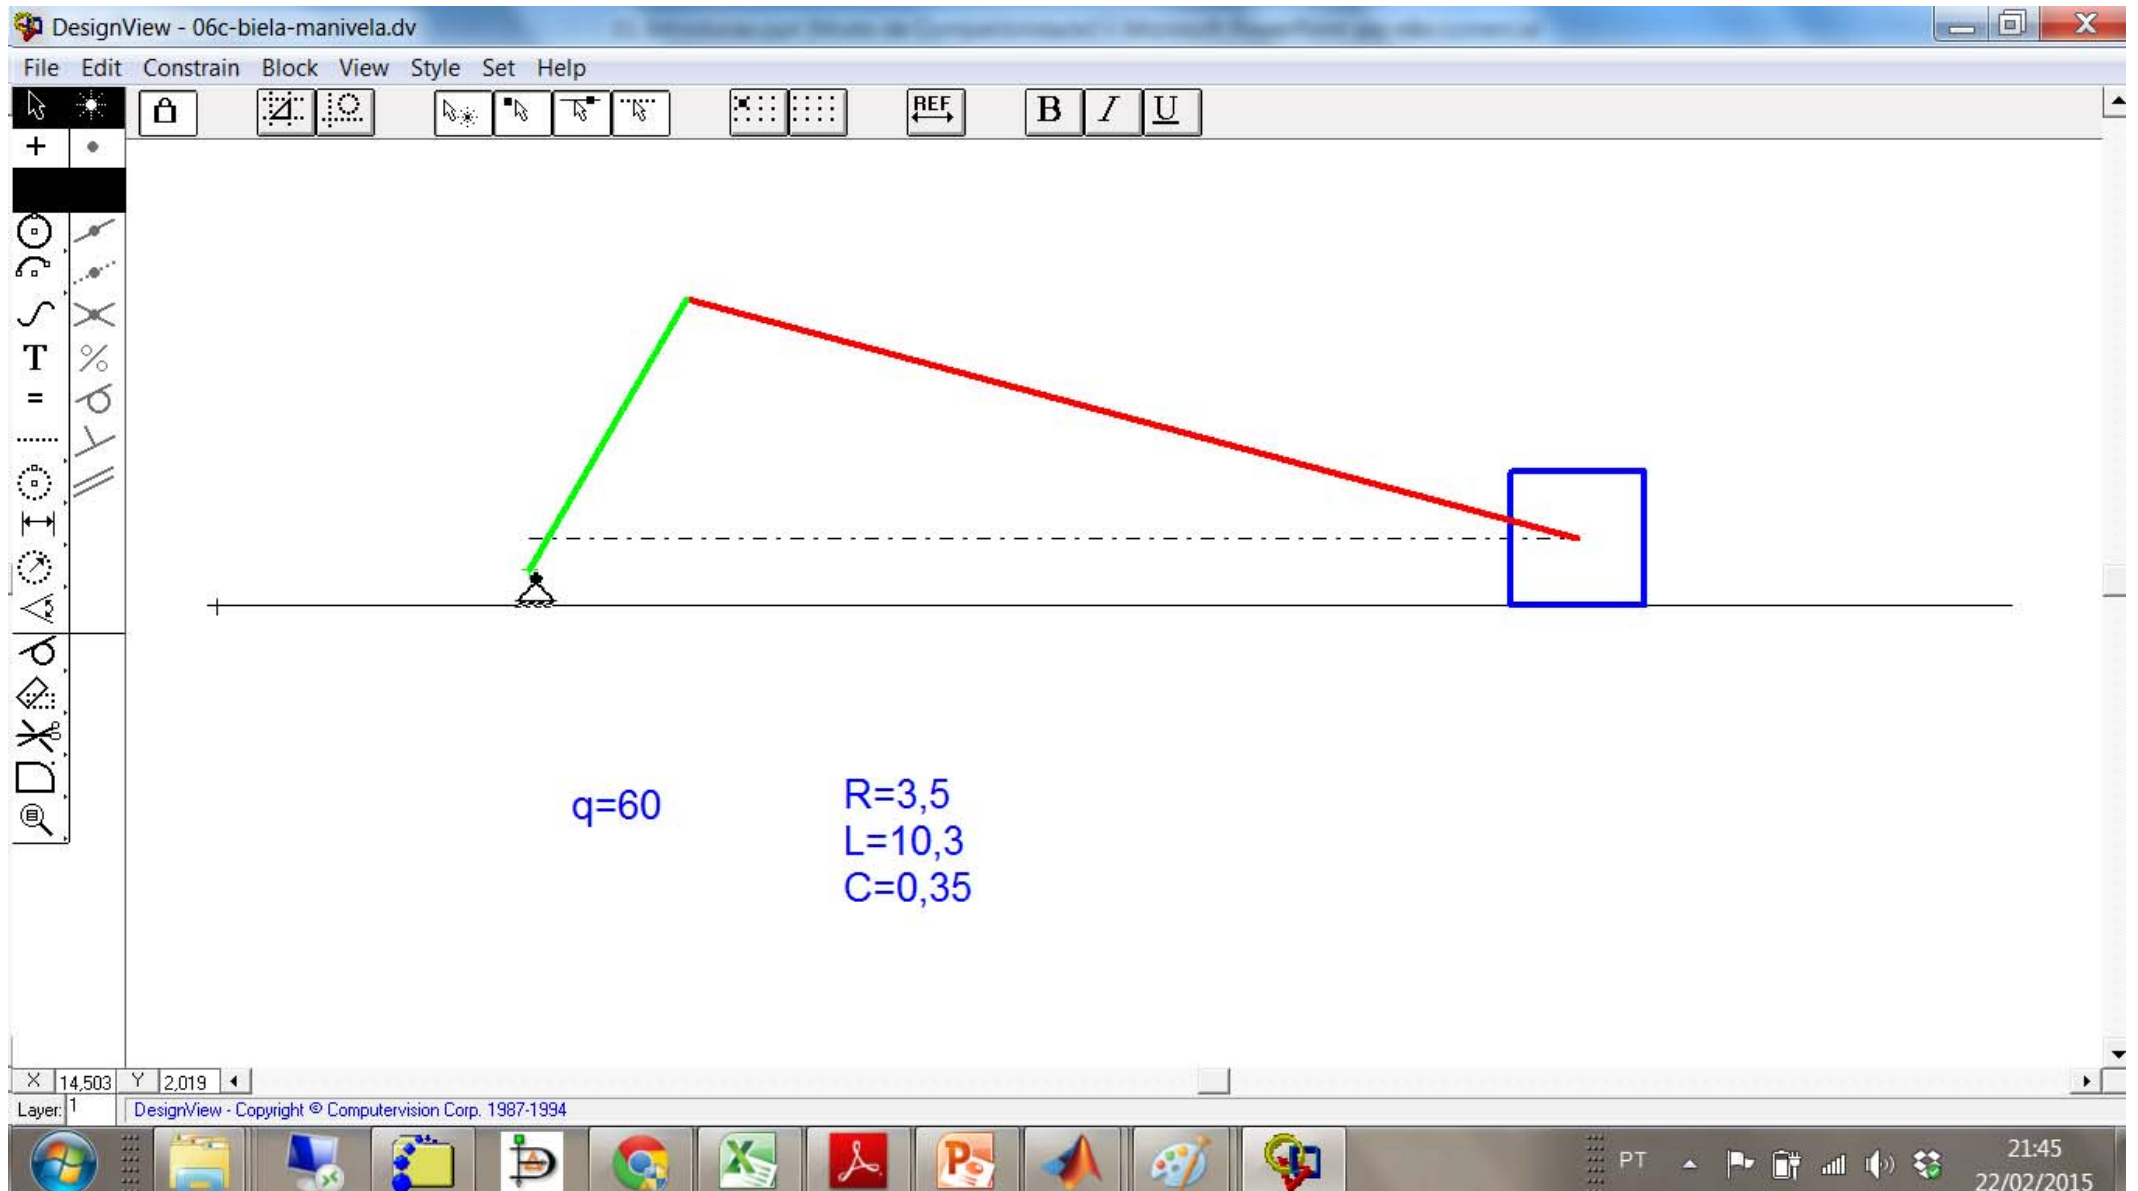 DesignView - 06c-biela-manivela.dv
File Edit Constrain Block View Style Set Help
REF
B I U
T
=
q=60
R=3,5
L=10,3
C=0,35
X 14,503 Y 2,019
Layer: 1 DesignView - Copyright © Computervision Corp. 1987-1994
PT
21:45
22/02/2015